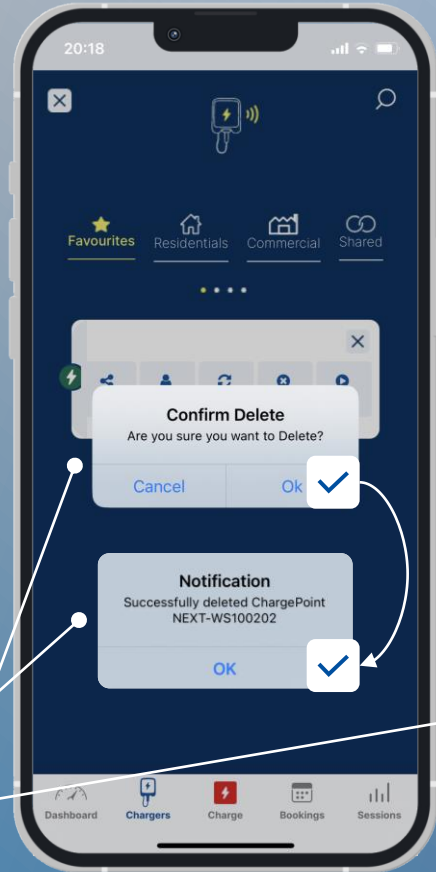 20:18
Favourites
Residentials
Commercial
Shared
Confirm Delete
Are you sure you want to Delete?
Cancel
Ok
Notification
Successfully deleted ChargePoint
NEXT-WS100202
OK
Dashboard
Chargers
Charge
Bookings
Sessions